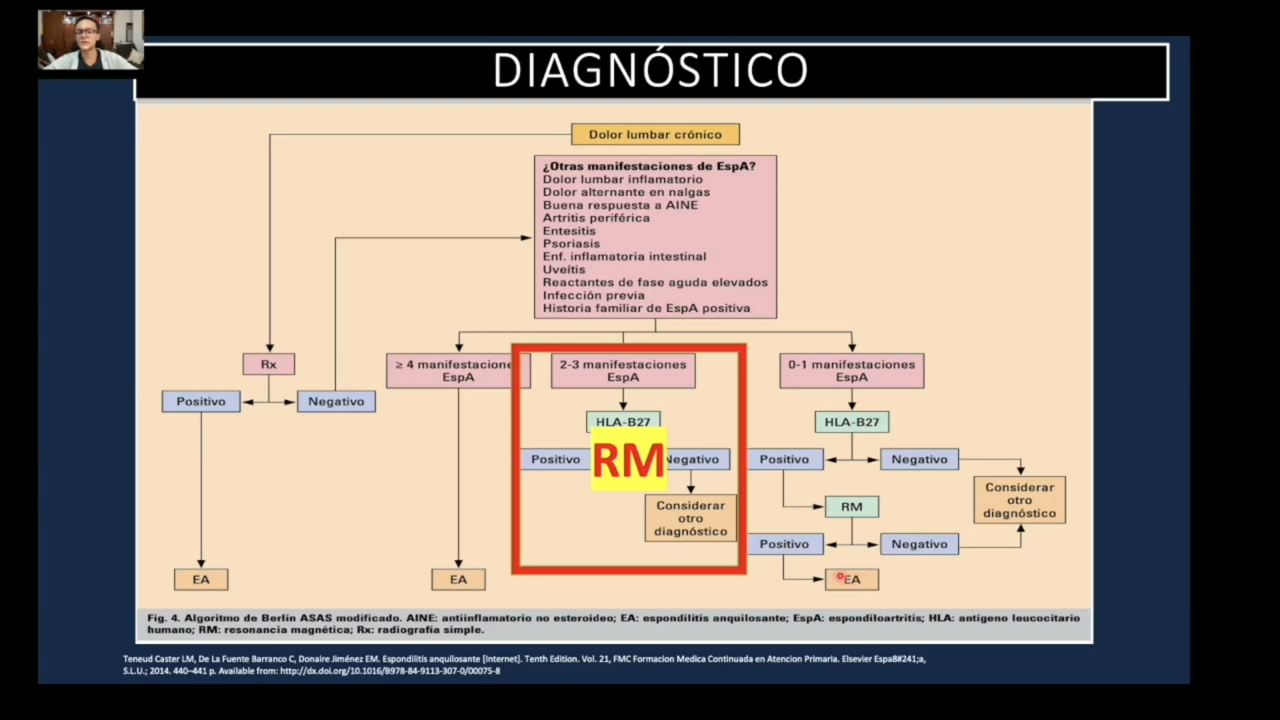 DIAGNÓSTICO
Dolor lumbar crónico
¿Otras manifestaciones de EspA?
Dolor lumbar inflamatorio
Dolor alternante en nalgas
Buena respuesta a AINE
Artritis periférica
Entesitis
Psoriasis
Enf. inflamatoria intestinal
Uveítis
Reactantes de fase aguda elevados
Infección previa
Historia familiar de EspA positiva
Rx
Positivo
Negativo
≥ 4 manifestacione
EspA
EA
EA
2-3 manifestaciones
EspA
HLA-B27
Positivo
RM
Negativo
Considerar
otro
diagnóstico
0-1 manifestaciones
EspA
HLA-B27
Positivo
Negativo
RM
Considerar
otro
diagnóstico
Positivo
Negativo
EA
Fig. 4. Algoritmo de Berlín ASAS modificado. AINE: antiinflamatorio no esteroideo; EA: espondilitis anquilosante; EspA: espondiloartritis; HLA: antígeno leucocitario
humano; RM: resonancia magnética; Rx: radiografía simple.
Teneud Caster LM, De La Fuente Barranco C, Donaire Jiménez EM. Espondilitis anquilosante [Internet]. Tenth Edition. Vol. 21, FMC Formacion Medica Continuada en Atencion Primaria. Elsevier Espa8#241;a,
S.L.U.; 2014. 440–441 p. Available from: http://dx.doi.org/10.1016/B978-84-9113-307-0/00075-8